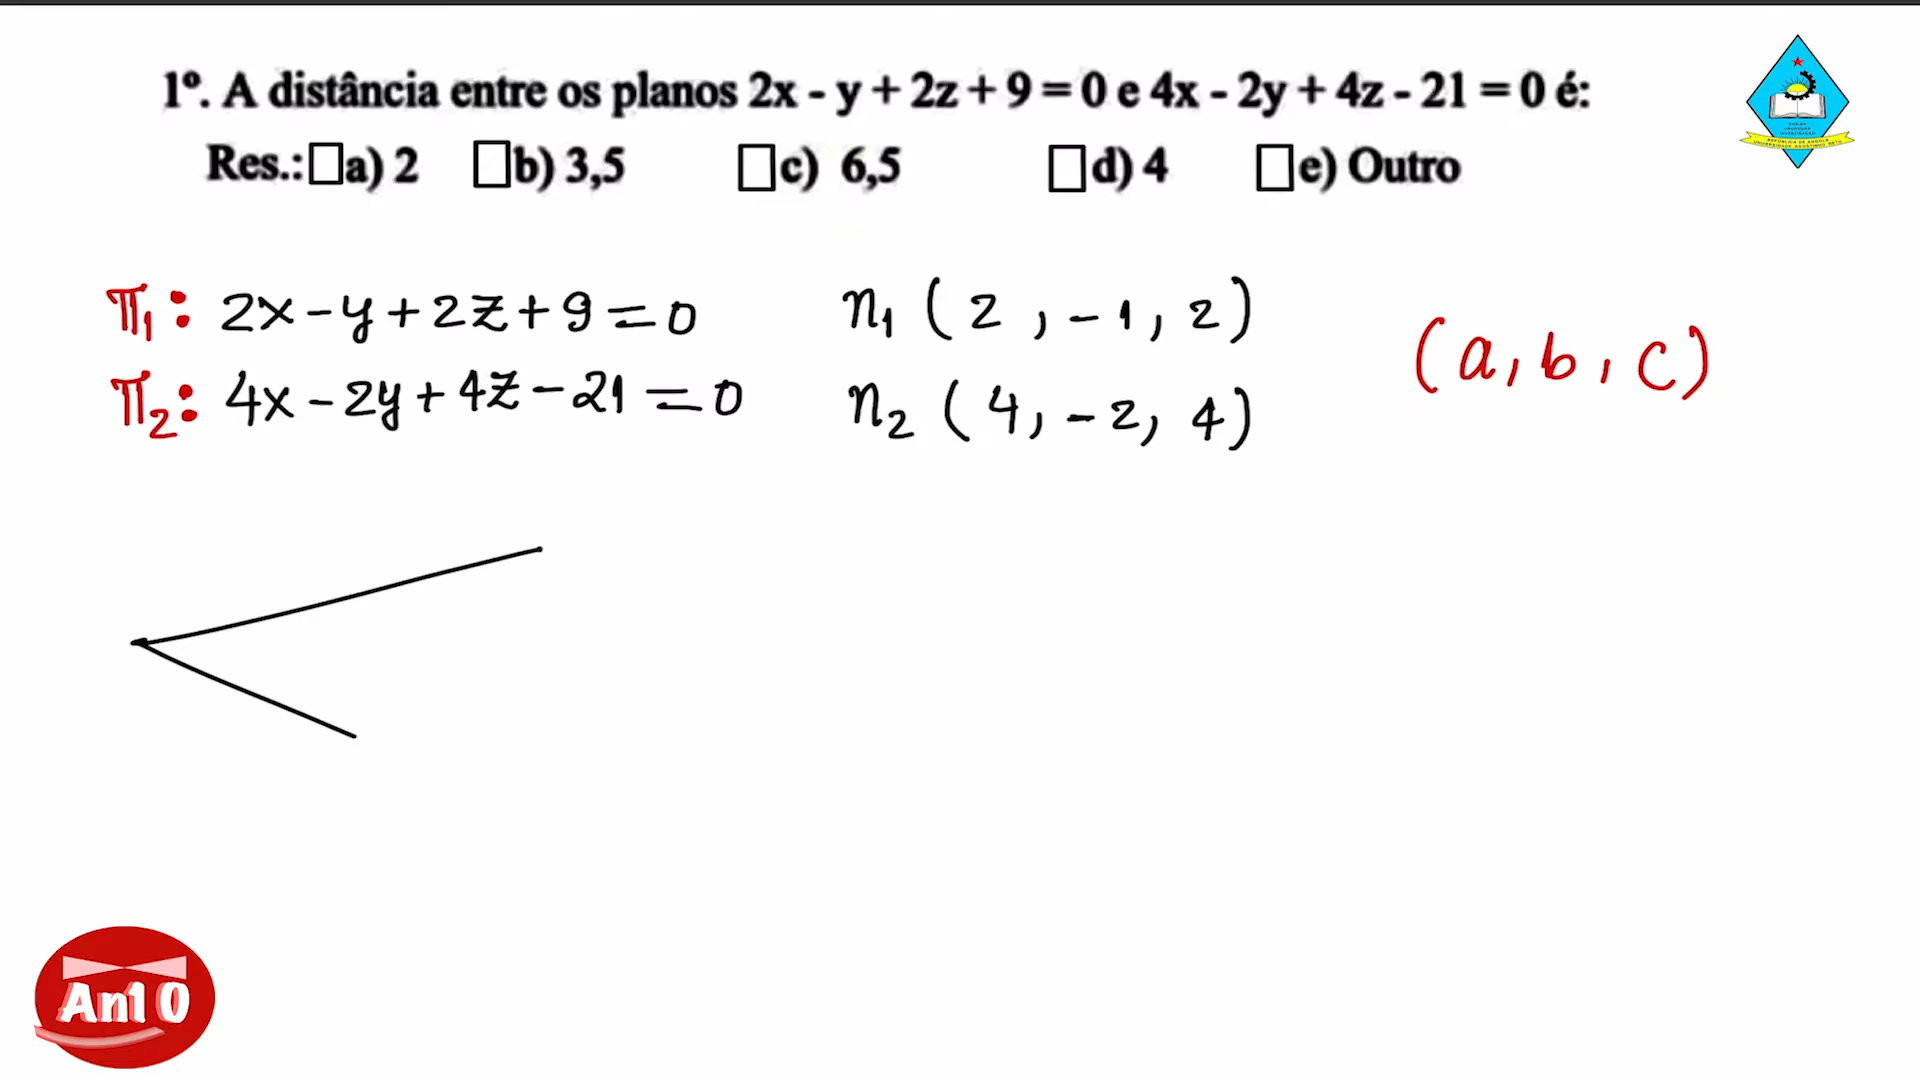 1º. A distância entre os planos 2x - y + 2z + 9 = 0 e 4x - 2y + 4z - 21 = 0 é:
Res.: □a) 2 □b) 3,5 □c) 6,5 □d) 4 □e) Outro
π1: 2x - y + 2z + 9 = 0 n1 (2, -1, 2)
π2: 4x - 2y + 4z - 21 = 0 n2 (4, -2, 4)
(a, b, c)
An10